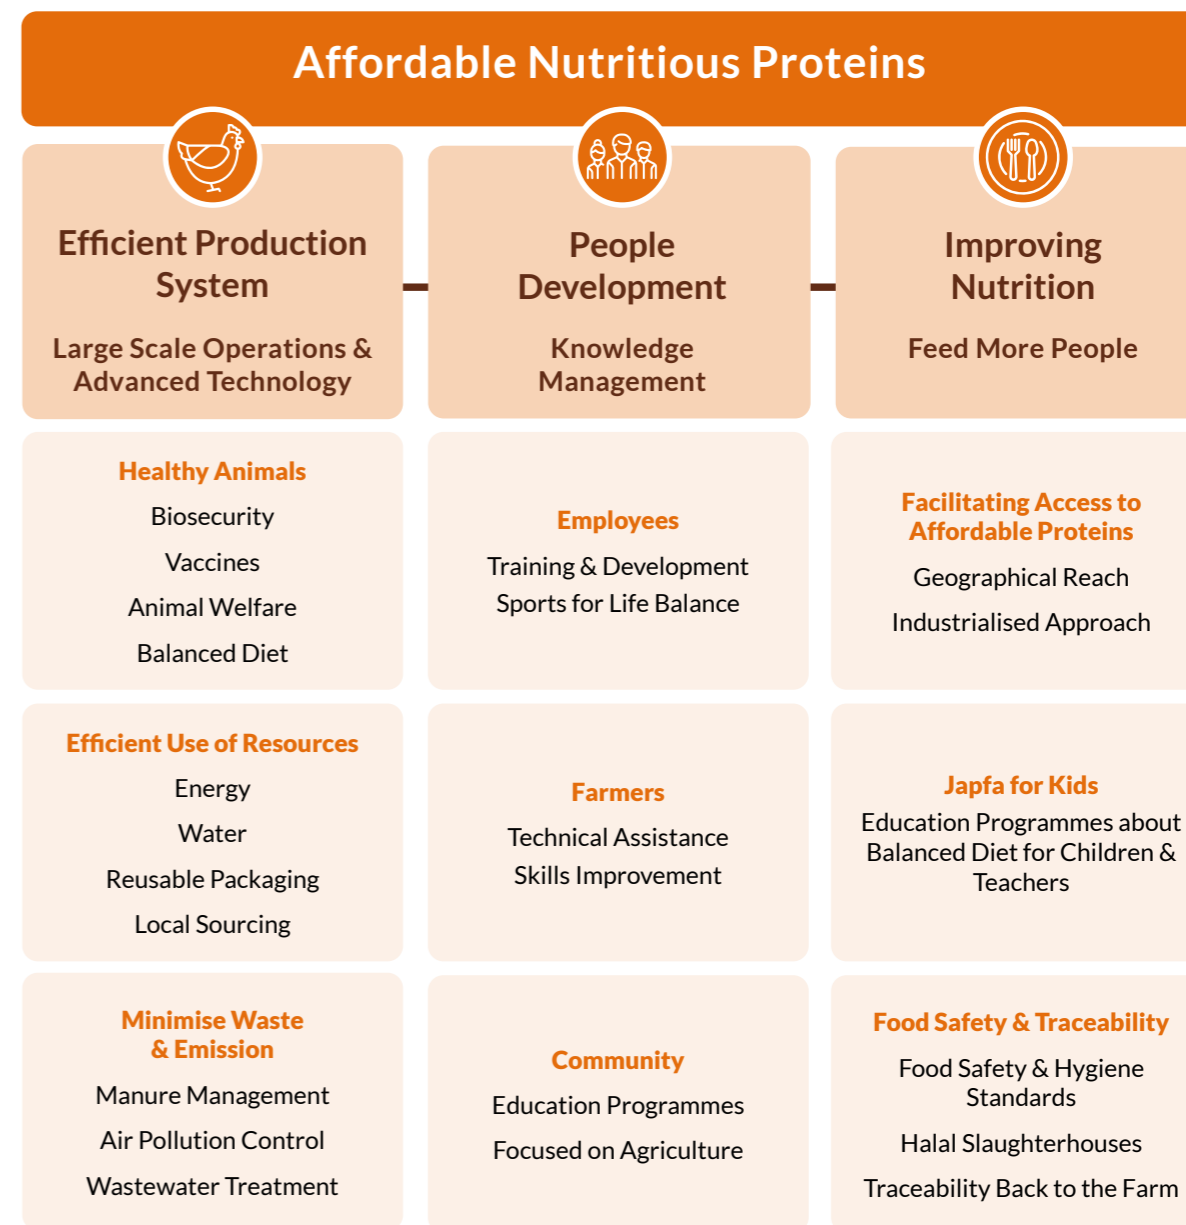 Affordable Nutritious Proteins
Efficient Production
System
Large Scale Operations &
Advanced Technology
People
Development
Knowledge
Management
Improving
Nutrition
Feed More People
Healthy Animals
Biosecurity
Vaccines
Animal Welfare
Balanced Diet
Employees
Training & Development
Sports for Life Balance
Facilitating Access to
Affordable Proteins
Geographical Reach
Industrialised Approach
Efficient Use of Resources
Energy
Water
Reusable Packaging
Local Sourcing
Farmers
Technical Assistance
Skills Improvement
Japfa for Kids
Education Programmes about
Balanced Diet for Children &
Teachers
Minimise Waste
& Emission
Manure Management
Air Pollution Control
Wastewater Treatment
Community
Education Programmes
Focused on Agriculture
Food Safety & Traceability
Food Safety & Hygiene
Standards
Halal Slaughterhouses
Traceability Back to the Farm